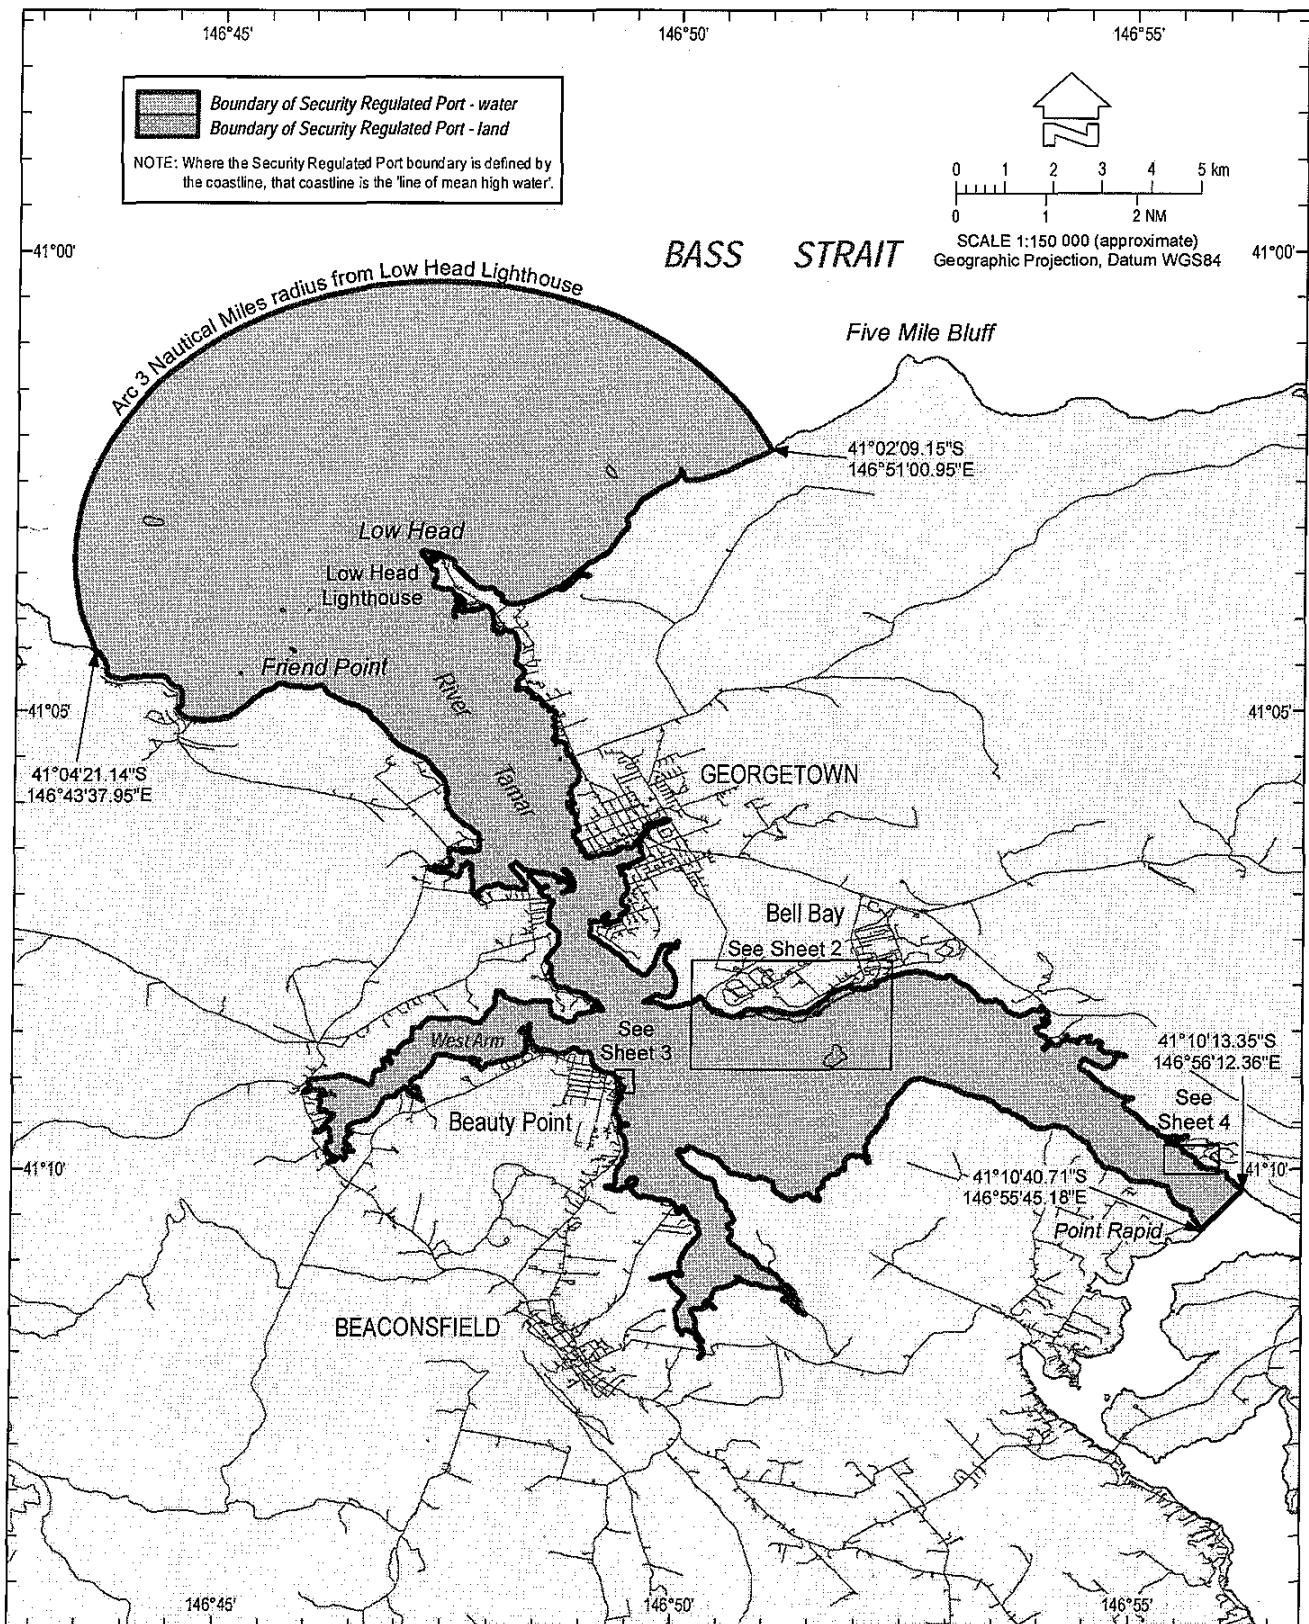 146°45' 146°50' 146°55'
Boundary of Security Regulated Port - water
Boundary of Security Regulated Port - land
NOTE: Where the Security Regulated Port boundary is defined by
the coastline, that coastline is the 'line of mean high water'.
N
0 1 2 3 4 5 km
0 1 2 NM
SCALE 1:150 000 (approximate)
Geographic Projection, Datum WGS84
41°00' 41°00'
BASS STRAIT
Arc 3 Nautical Miles radius from Low Head Lighthouse
Five Mile Bluff
41°02'09.15"S
146°51'00.95"E
Low Head
Low Head
Lighthouse
Friend Point
River
Tamar
41°05' 41°05'
41°04'21.14"S
146°43'37.95"E
GEORGETOWN
Bell Bay
See Sheet 2
West Arm
See
Sheet 3
41°10'13.35"S
146°56'12.36"E
See
Sheet 4
Beauty Point
41°10' 41°10'
41°10'40.71"S
146°55'45.18"E
Point Rapid
BEACONSFIELD
146°45' 146°50' 146°55'